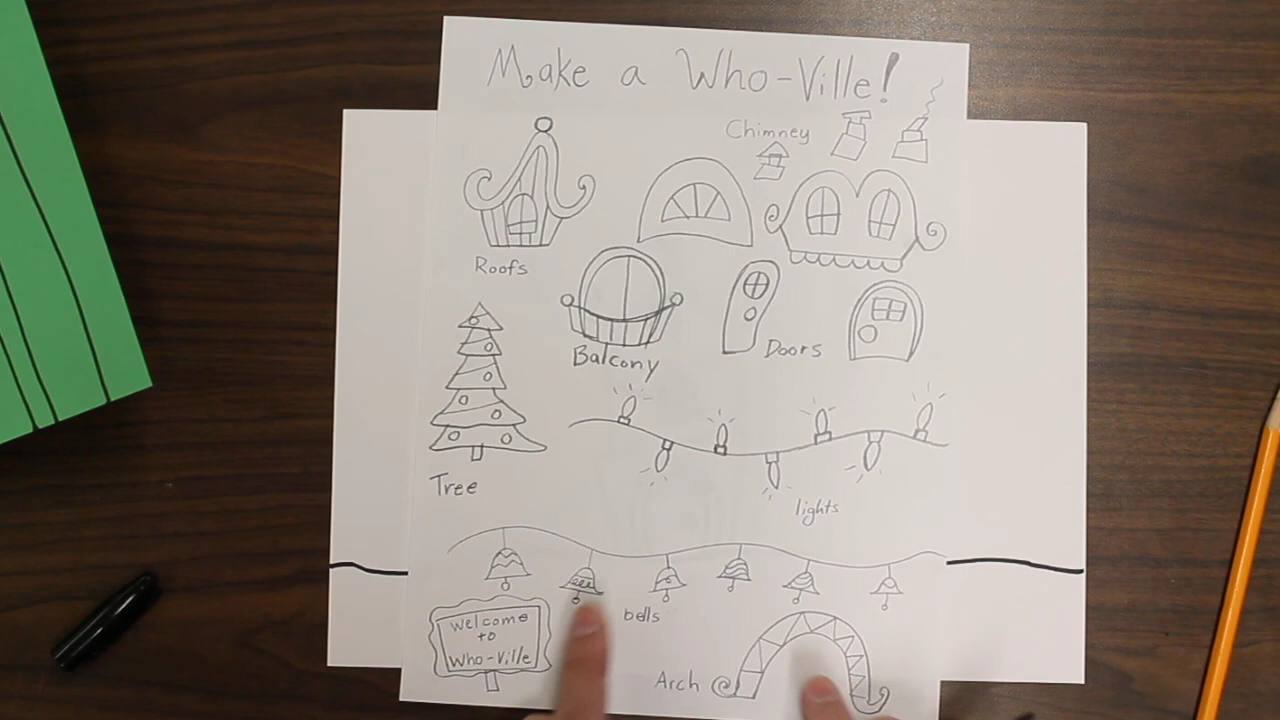 Make a Who-Ville!
Chimney
Roofs
Balcony
Doors
Tree
lights
bells
Welcome
to
Who-Ville
Arch